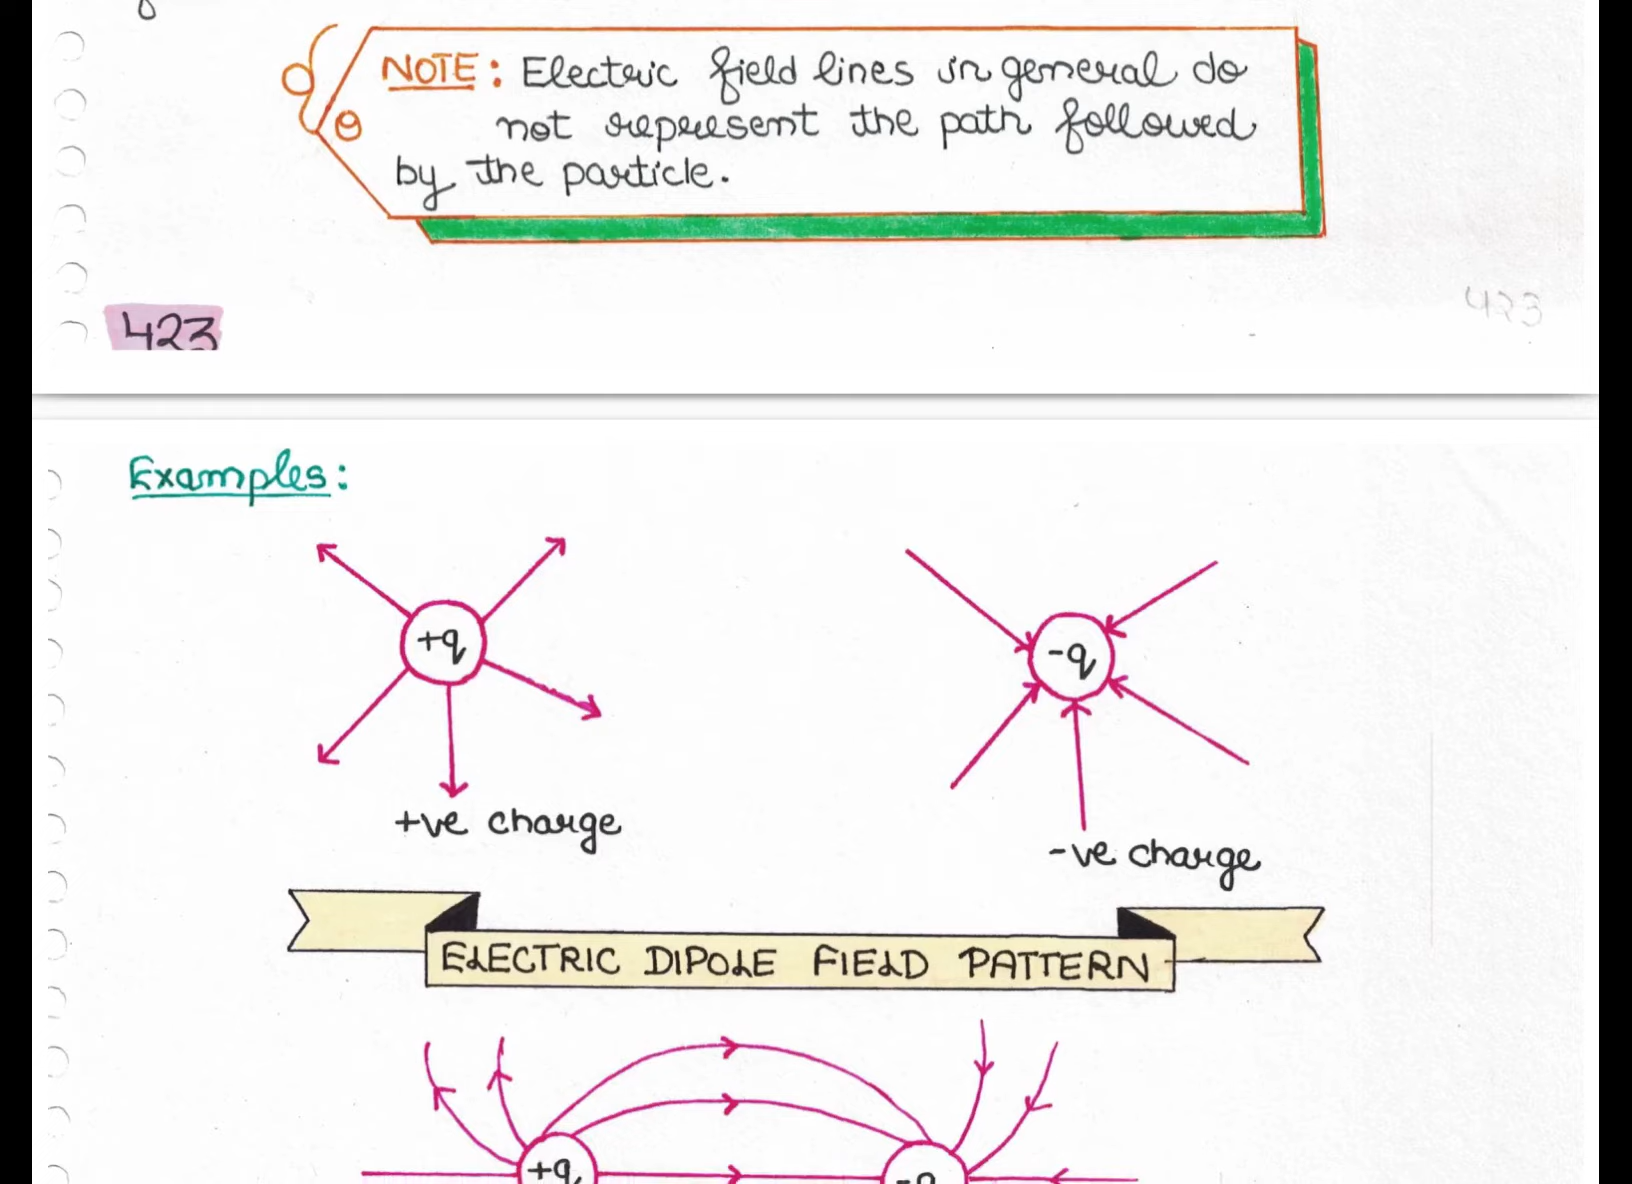 NOTE: Electric field lines in general do
not represent the path followed
by the particle.
423
423
Examples:
+q
-q
+ve charge
-ve charge
ELECTRIC DIPOLE FIELD PATTERN
+q
-q